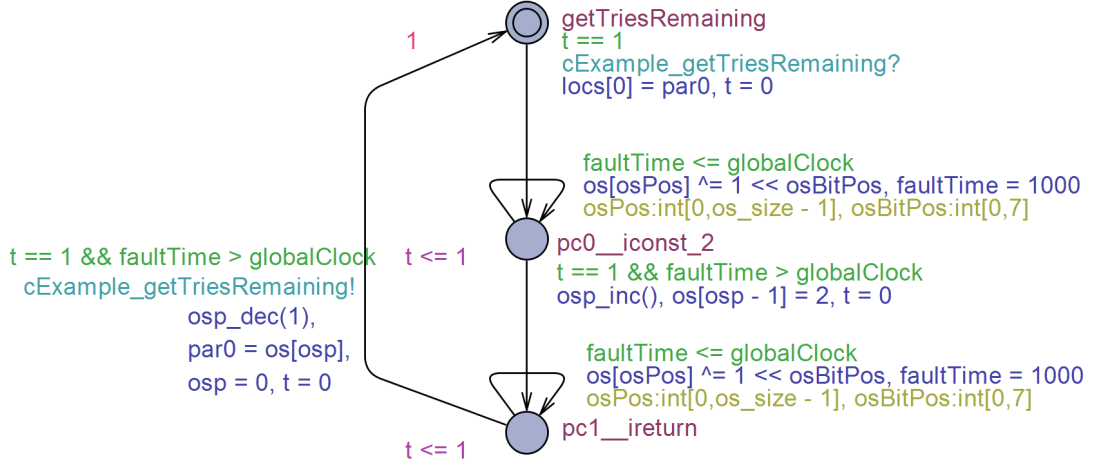 getTriesRemaining
1
t == 1
cExample_getTriesRemaining?
locs[0] = par0, t = 0
faultTime <= globalClock
os[osPos] ^= 1 << osBitPos, faultTime = 1000
osPos:int[0,os_size - 1], osBitPos:int[0,7]
pc0__iconst_2
t <= 1
t == 1 && faultTime > globalClock
osp_inc(), os[osp - 1] = 2, t = 0
t == 1 && faultTime > globalClock
cExample_getTriesRemaining!
osp_dec(1),
par0 = os[osp],
osp = 0, t = 0
faultTime <= globalClock
os[osPos] ^= 1 << osBitPos, faultTime = 1000
osPos:int[0,os_size - 1], osBitPos:int[0,7]
pc1__ireturn
t <= 1